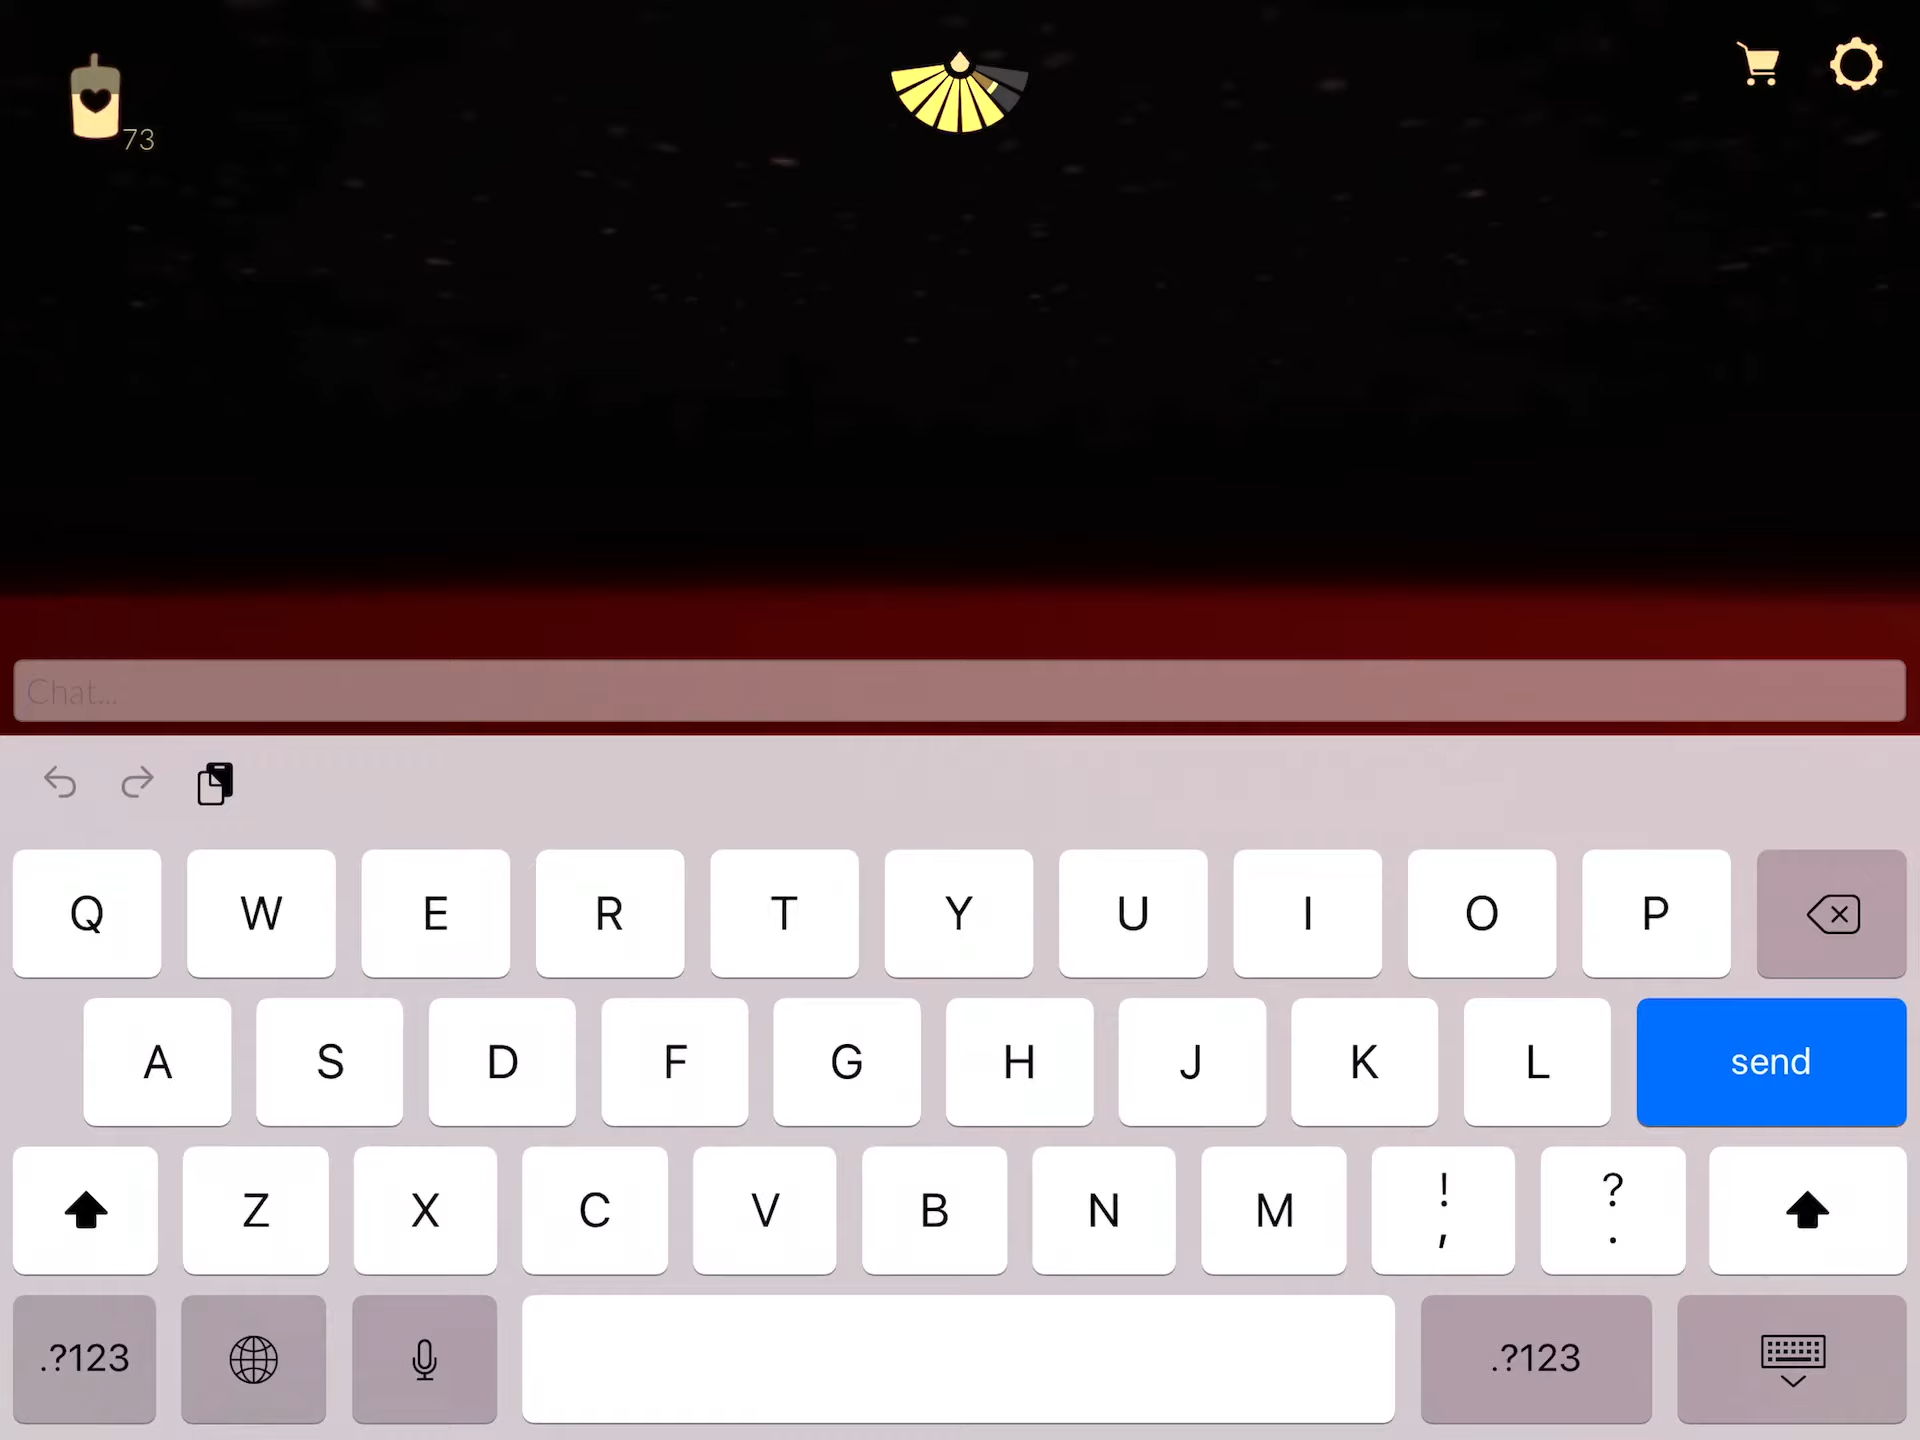 73
Chat...
Q W E R T Y U I O P
A S D F G H J K L send
Z X C V B N M ! , ? .
.?123 .?123